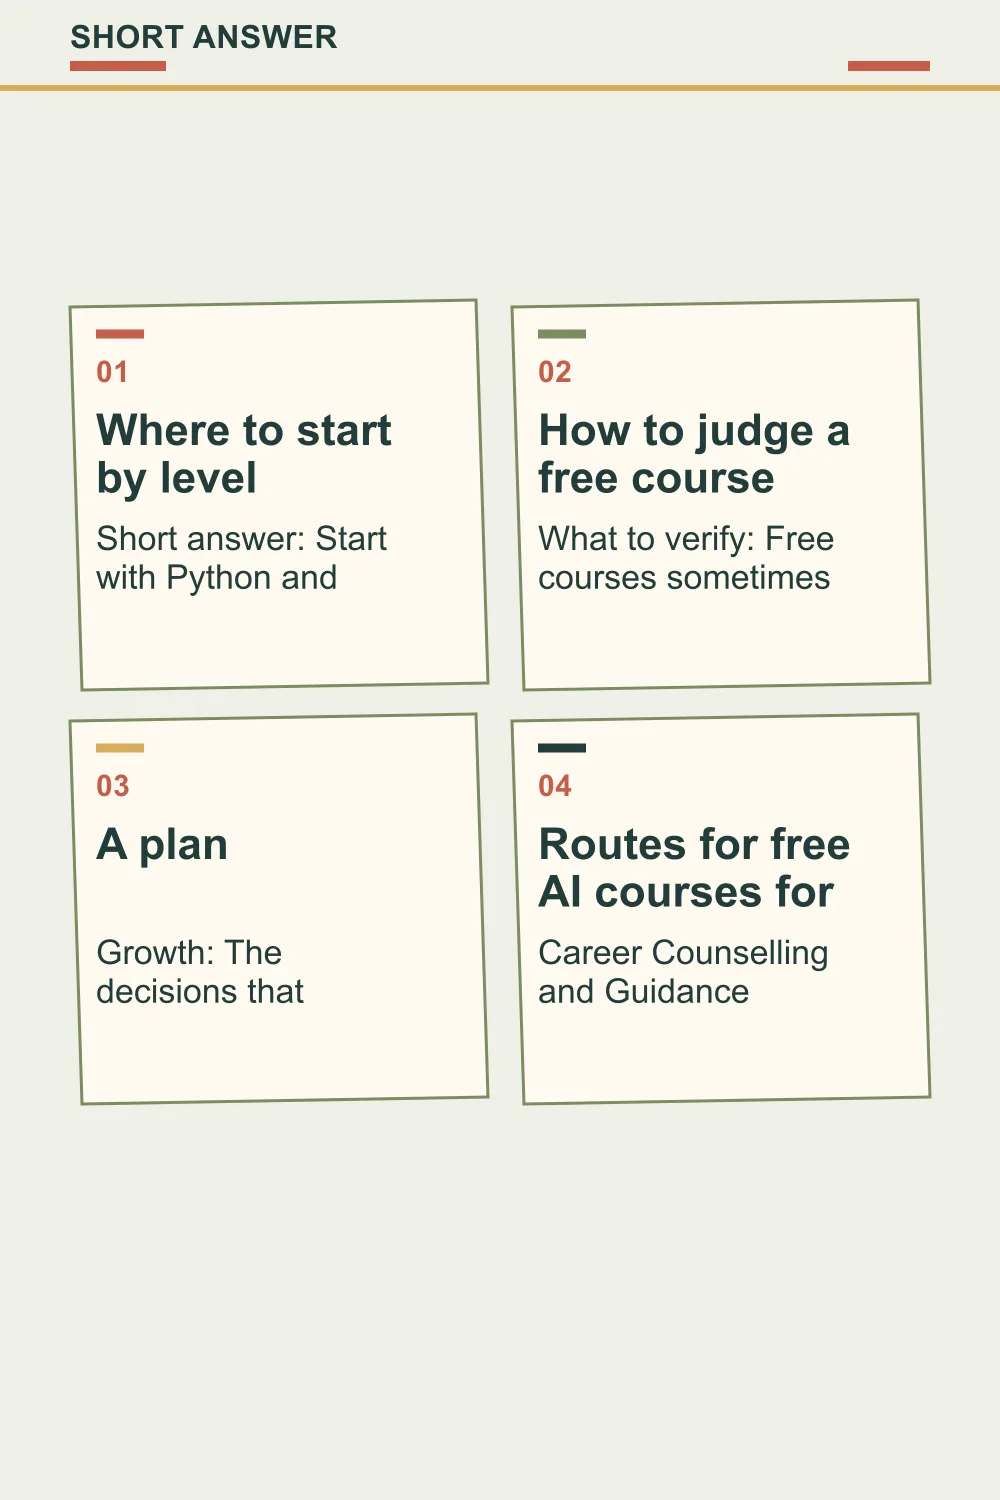 SHORT ANSWER
01
Where to start
by level
Short answer: Start
with Python and
02
How to judge a
free course
What to verify: Free
courses sometimes
03
A plan
Growth: The
decisions that
04
Routes for free
AI courses for
Career Counselling
and Guidance